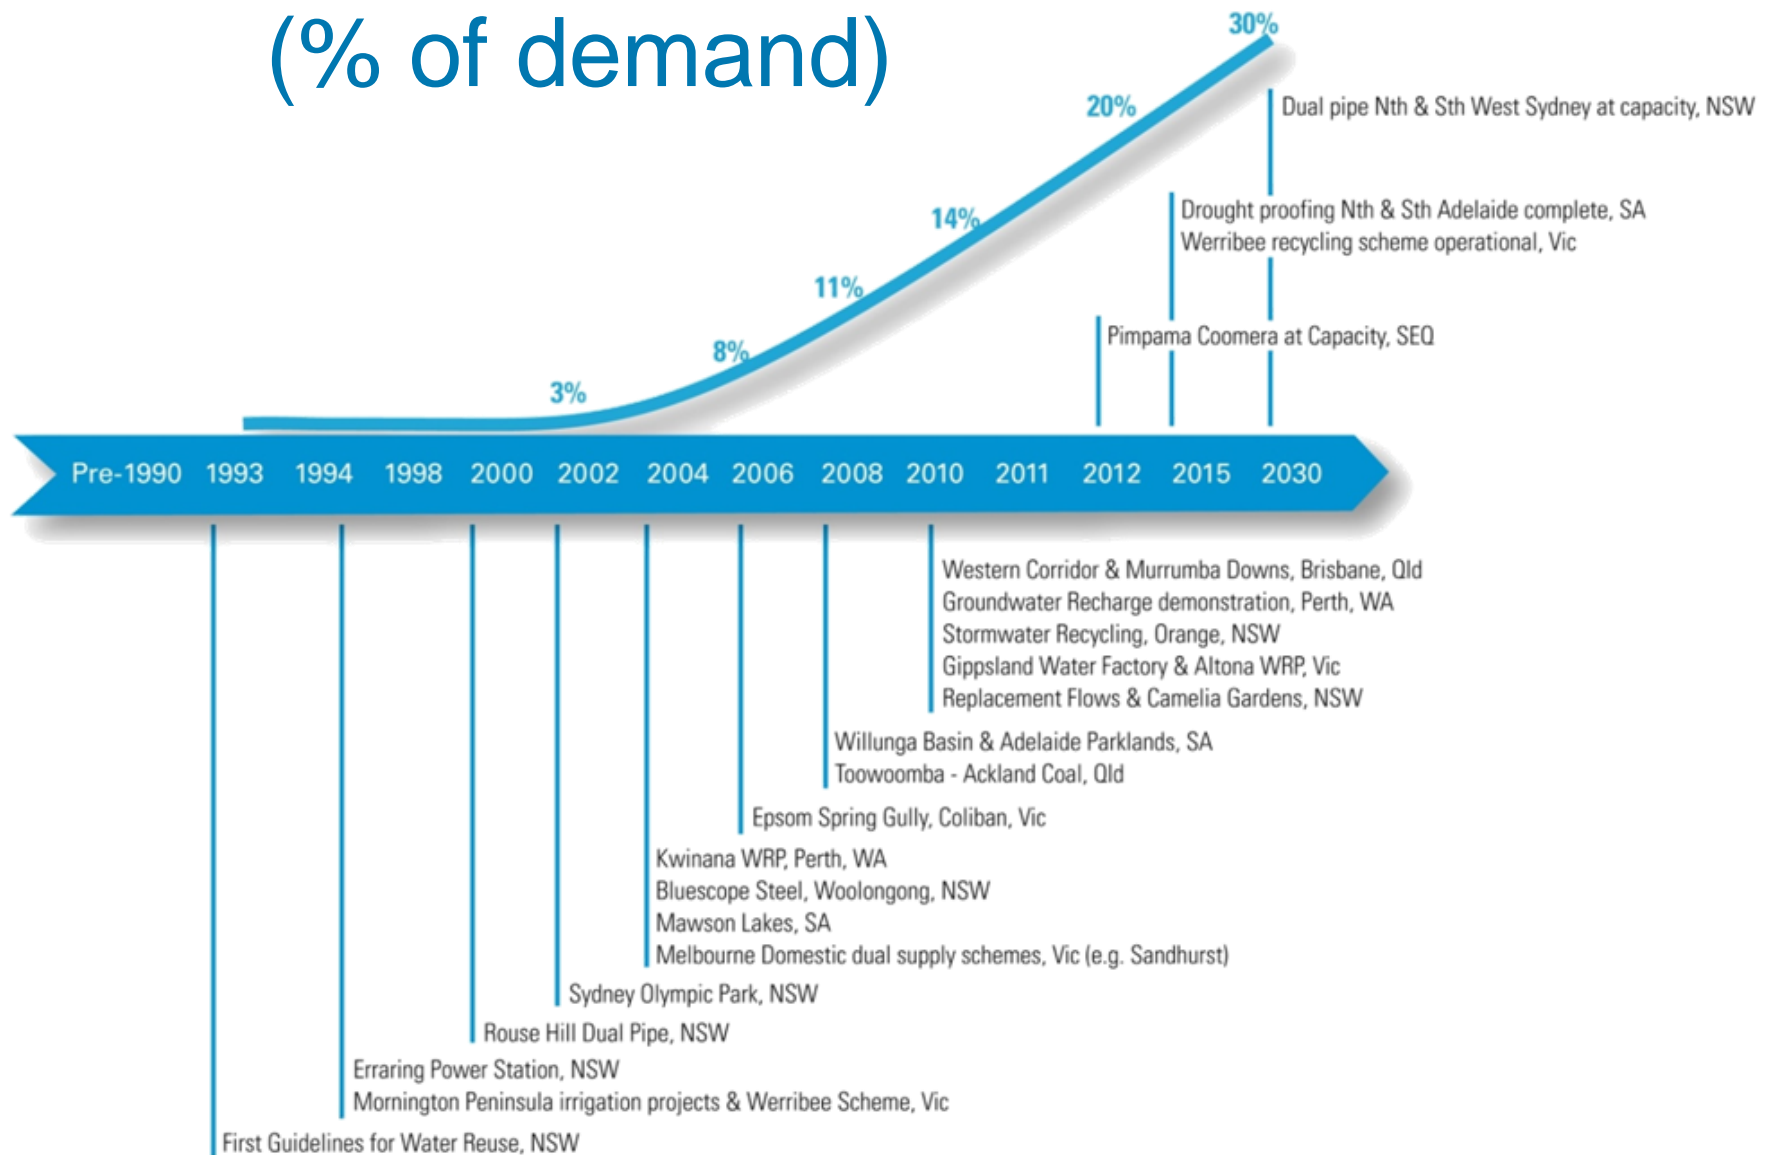 (% of demand)
30%
20%
14%
11%
8%
3%
Dual pipe Nth & Sth West Sydney at capacity, NSW
Drought proofing Nth & Sth Adelaide complete, SA
Werribee recycling scheme operational, Vic
Pimpama Coomera at Capacity, SEQ
Pre-1990 1993 1994 1998 2000 2002 2004 2006 2008 2010 2011 2012 2015 2030
Western Corridor & Murrumba Downs, Brisbane, Qld
Groundwater Recharge demonstration, Perth, WA
Stormwater Recycling, Orange, NSW
Gippsland Water Factory & Altona WRP, Vic
Replacement Flows & Camelia Gardens, NSW
Willunga Basin & Adelaide Parklands, SA
Toowoomba - Ackland Coal, Qld
Epsom Spring Gully, Coliban, Vic
Kwinana WRP, Perth, WA
Bluescope Steel, Woolongong, NSW
Mawson Lakes, SA
Melbourne Domestic dual supply schemes, Vic (e.g. Sandhurst)
Sydney Olympic Park, NSW
Rouse Hill Dual Pipe, NSW
Erraring Power Station, NSW
Mornington Peninsula irrigation projects & Werribee Scheme, Vic
First Guidelines for Water Reuse, NSW